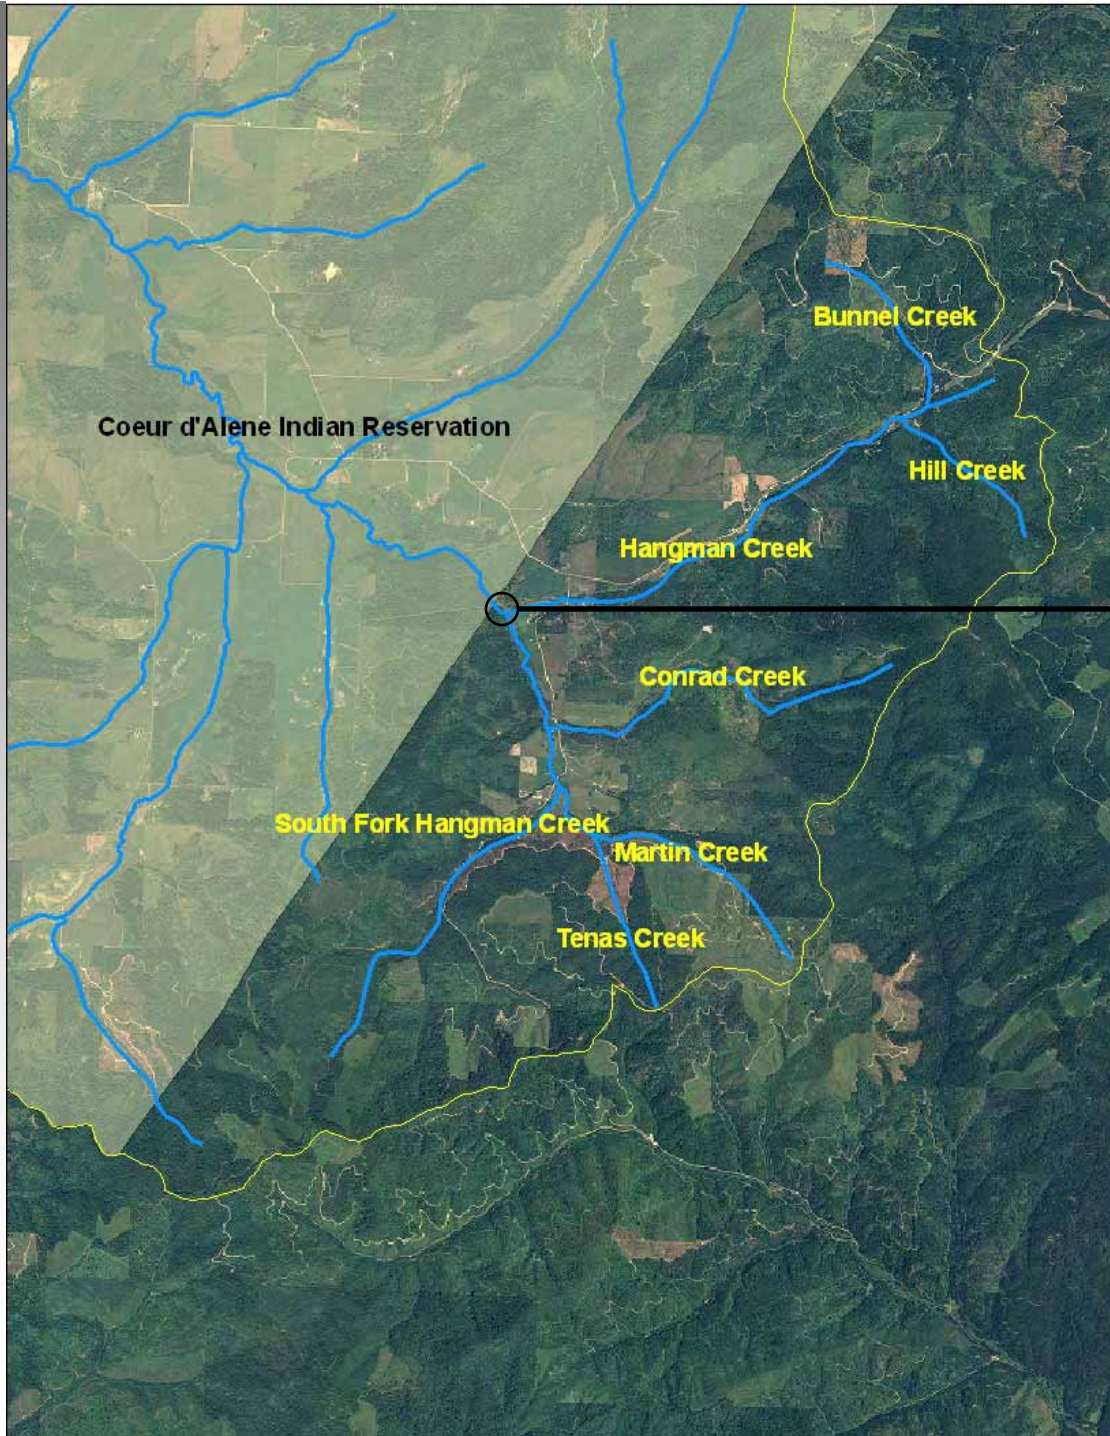 Bunnel Creek
Coeur d'Alene Indian Reservation
Hill Creek
Hangman Creek
Conrad Creek
South Fork Hangman Creek
Martin Creek
Tenas Creek